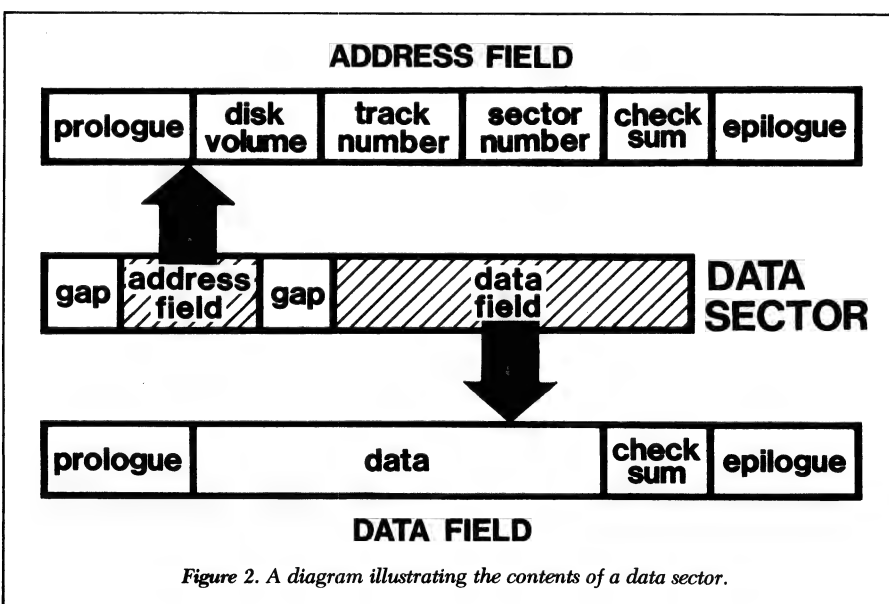 ADDRESS FIELD
prologue disk volume track number sector number check sum epilogue
gap address field gap data field DATA SECTOR
prologue data check sum epilogue
DATA FIELD
Figure 2. A diagram illustrating the contents of a data sector.